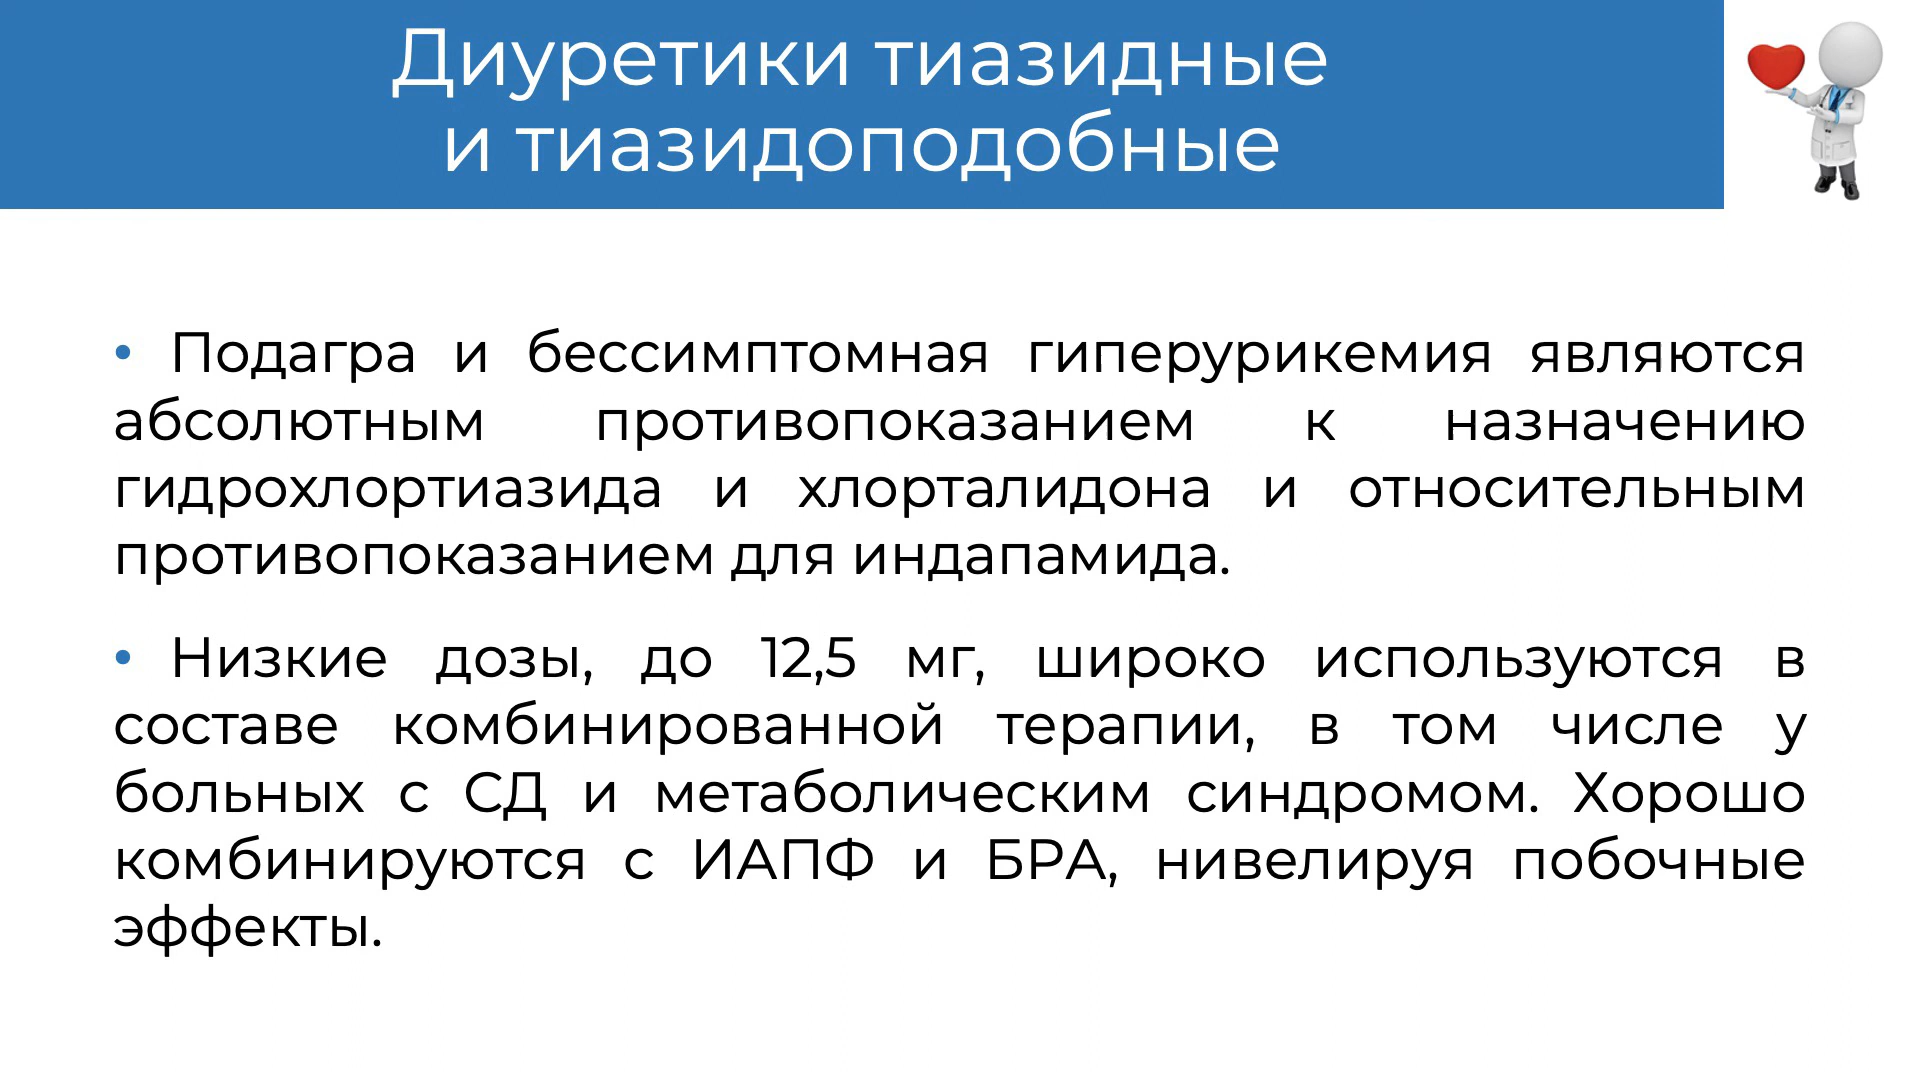 Диуретики тиазидные
и тиазидоподобные
• Подагра и бессимптомная гиперурикемия являются
абсолютным противопоказанием к назначению
гидрохлортиазида и хлорталидона и относительным
противопоказанием для индапамида.
• Низкие дозы, до 12,5 мг, широко используются в
составе комбинированной терапии, в том числе у
больных с СД и метаболическим синдромом. Хорошо
комбинируются с ИАПФ и БРА, нивелируя побочные
эффекты.